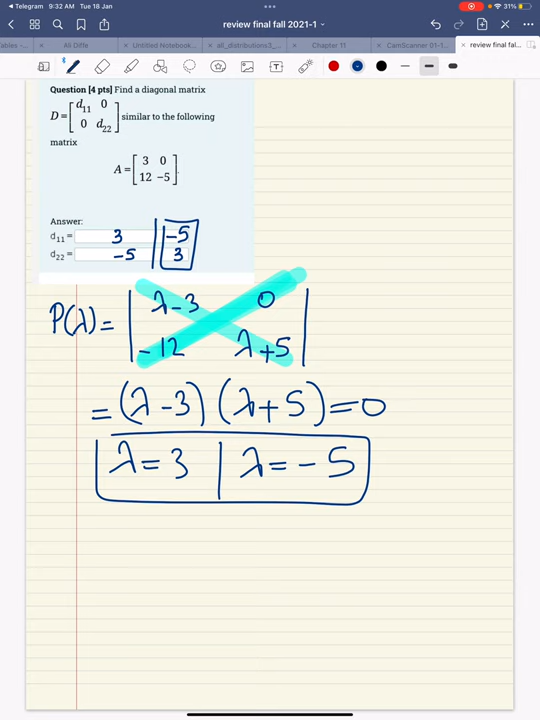 Telegram 9:32 AM Tue 18 Jan 31%
review final fall 2021-1
Ali Diffe Untitled Notebook... all_distributions3_... Chapter 11 CamScanner 01-1... review final fal...
Question [4 pts] Find a diagonal matrix
D = [ d11 0
0 d22 ] similar to the following
matrix
A = [ 3 0
12 −5 ].
Answer:
d11 = 3 | -5
d22 = -5 | 3
P(λ) = | λ-3 0
-12 λ+5 |
= (λ-3) (λ+5) = 0
λ = 3 | λ = -5